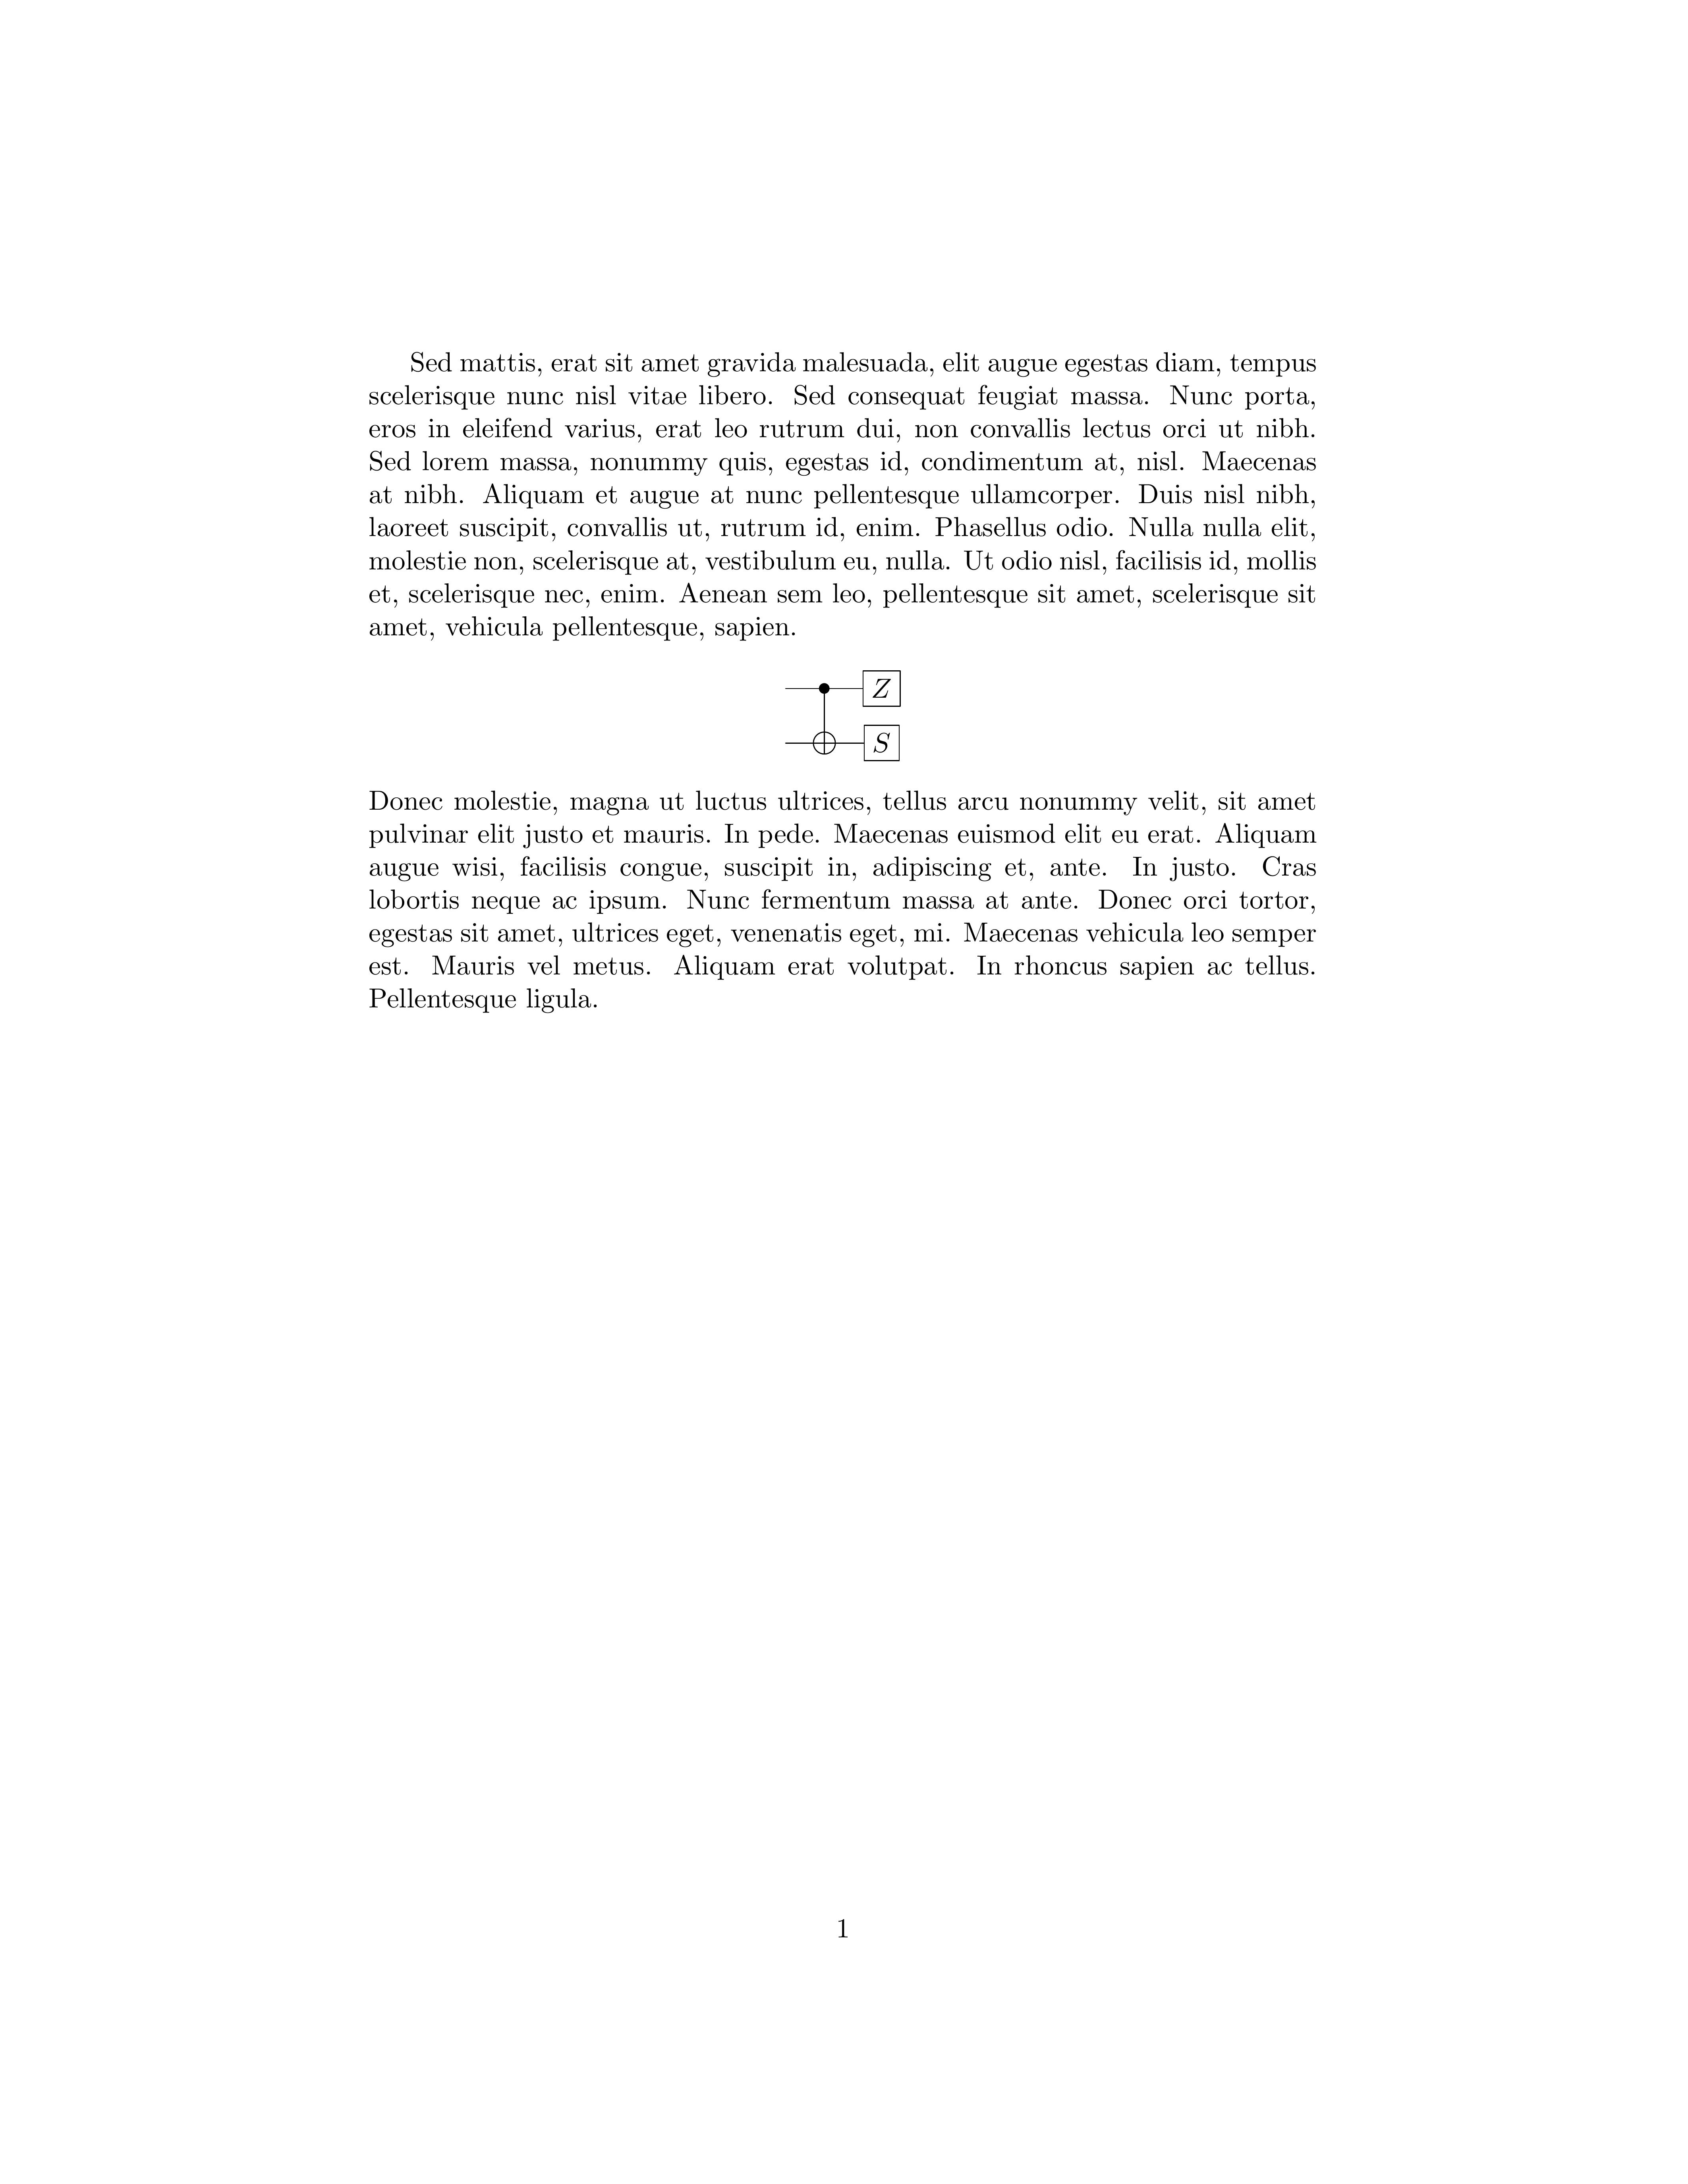 Sed mattis, erat sit amet gravida malesuada, elit augue egestas diam, tempus
scelerisque nunc nisl vitae libero. Sed consequat feugiat massa. Nunc porta,
eros in eleifend varius, erat leo rutrum dui, non convallis lectus orci ut nibh.
Sed lorem massa, nonummy quis, egestas id, condimentum at, nisl. Maecenas
at nibh. Aliquam et augue at nunc pellentesque ullamcorper. Duis nisl nibh,
laoreet suscipit, convallis ut, rutrum id, enim. Phasellus odio. Nulla nulla elit,
molestie non, scelerisque at, vestibulum eu, nulla. Ut odio nisl, facilisis id, mollis
et, scelerisque nec, enim. Aenean sem leo, pellentesque sit amet, scelerisque sit
amet, vehicula pellentesque, sapien.
Z
S
Donec molestie, magna ut luctus ultrices, tellus arcu nonummy velit, sit amet
pulvinar elit justo et mauris. In pede. Maecenas euismod elit eu erat. Aliquam
augue wisi, facilisis congue, suscipit in, adipiscing et, ante. In justo. Cras
lobortis neque ac ipsum. Nunc fermentum massa at ante. Donec orci tortor,
egestas sit amet, ultrices eget, venenatis eget, mi. Maecenas vehicula leo semper
est. Mauris vel metus. Aliquam erat volutpat. In rhoncus sapien ac tellus.
Pellentesque ligula.
1